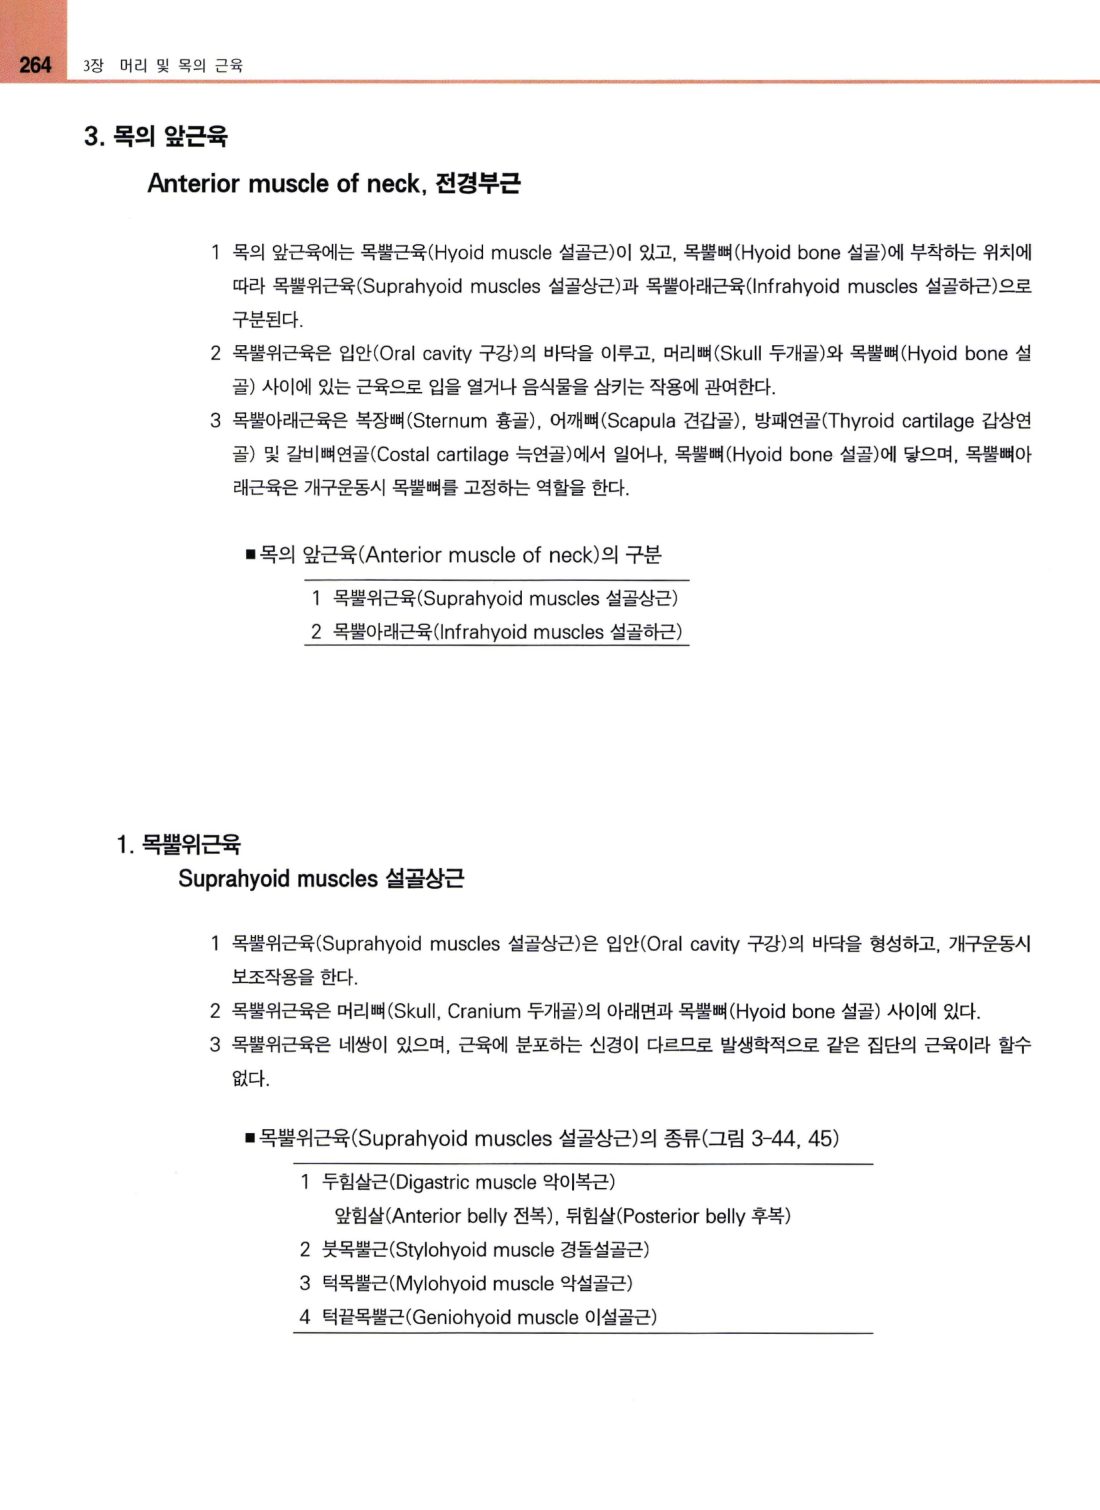 264 3장 머리 및 목의 근육
3. 목의 앞근육
Anterior muscle of neck, 전경부근
1 목의 앞근육에는 목뿔근육(Hyoid muscle 설골근)이 있고, 목뿔뼈(Hyoid bone 설골)에 부착하는 위치에
따라 목뿔위근육(Suprahyoid muscles 설골상근)과 목뿔아래근육(Infrahyoid muscles 설골하근)으로
구분된다.
2 목뿔위근육은 입안(Oral cavity 구강)의 바닥을 이루고, 머리뼈(Skull 두개골)와 목뿔뼈(Hyoid bone 설
골) 사이에 있는 근육으로 입을 열거나 음식물을 삼키는 작용에 관여한다.
3 목뿔아래근육은 복장뼈(Sternum 흉골), 어깨뼈(Scapula 견갑골), 방패연골(Thyroid cartilage 갑상연
골) 및 갈비뼈연골(Costal cartilage 늑연골)에서 일어나, 목뿔뼈(Hyoid bone 설골)에 닿으며, 목뿔뼈아
래근육은 개구운동시 목뿔뼈를 고정하는 역할을 한다.
■ 목의 앞근육(Anterior muscle of neck)의 구분
1 목뿔위근육(Suprahyoid muscles 설골상근)
2 목뿔아래근육(Infrahyoid muscles 설골하근)
1. 목뿔위근육
Suprahyoid muscles 설골상근
1 목뿔위근육(Suprahyoid muscles 설골상근)은 입안(Oral cavity 구강)의 바닥을 형성하고, 개구운동시
보조작용을 한다.
2 목뿔위근육은 머리뼈(Skull, Cranium 두개골)의 아래면과 목뿔뼈(Hyoid bone 설골) 사이에 있다.
3 목뿔위근육은 네쌍이 있으며, 근육에 분포하는 신경이 다르므로 발생학적으로 같은 집단의 근육이라 할수
없다.
■ 목뿔위근육(Suprahyoid muscles 설골상근)의 종류(그림 3-44, 45)
1 두힘살근(Digastric muscle 악이복근)
앞힘살(Anterior belly 전복), 뒤힘살(Posterior belly 후복)
2 붓목뿔근(Stylohyoid muscle 경돌설골근)
3 턱목뿔근(Mylohyoid muscle 악설골근)
4 턱끝목뿔근(Geniohyoid muscle 이설골근)